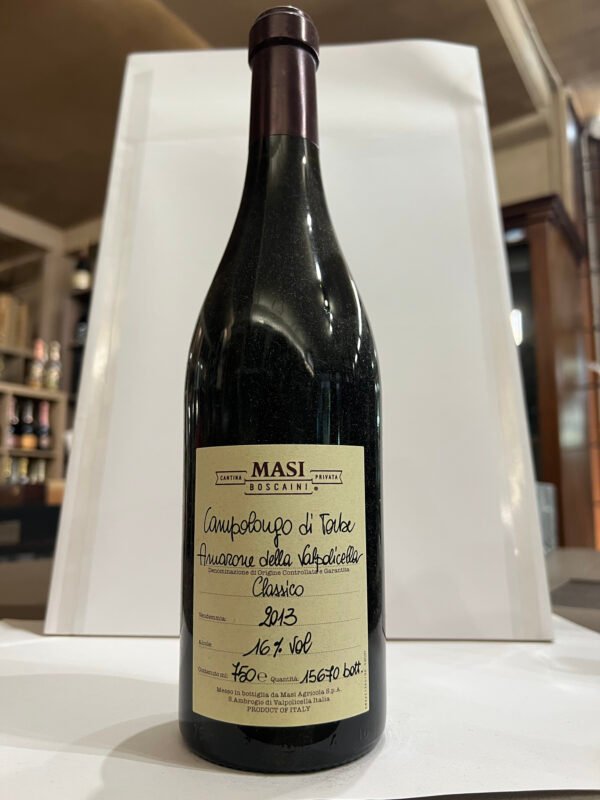 MASI
CANTINA PRIVATA
BOSCAINI
Campolongo di Torbe
Amarone della Valpolicella
Denominazione di Origine Controllata e Garantita
Classico
Vendemmia: 2013
Alcole: 16% vol
Contenuto ml: 750 e Quantità: 15670 bott.
Messo in bottiglia da Masi Agricola S.p.A.
S.Ambrogio di Valpolicella Italia
PRODUCT OF ITALY